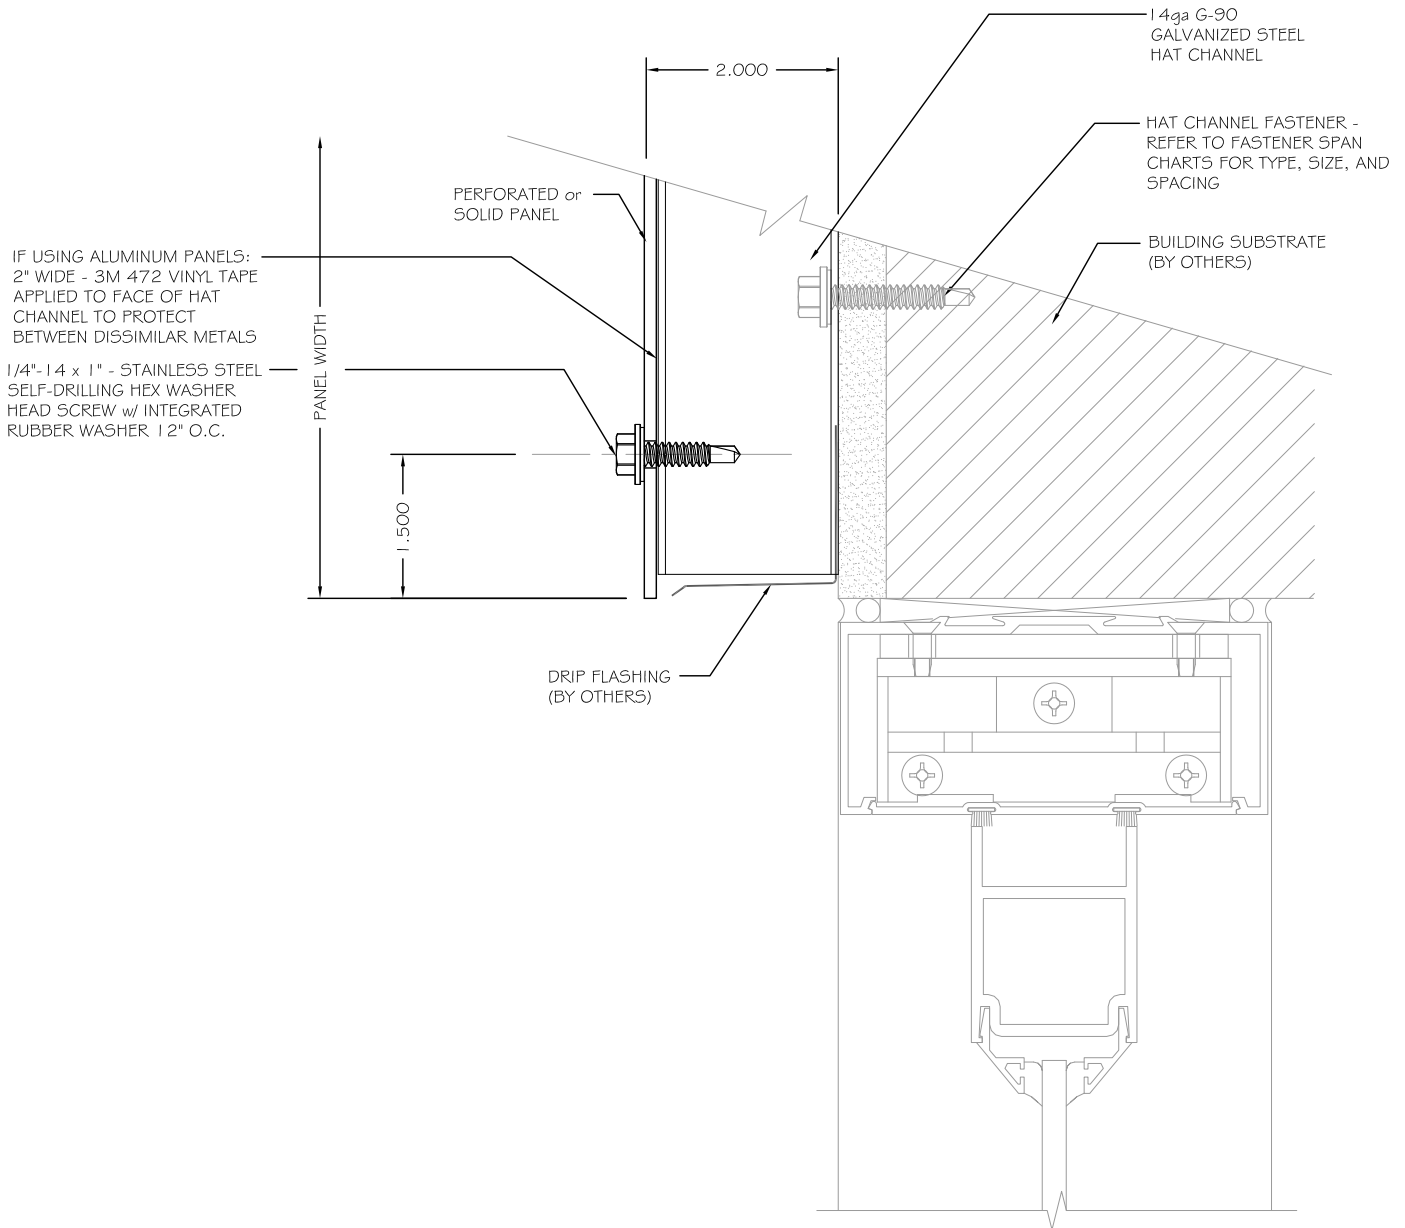 14ga G-90
GALVANIZED STEEL
HAT CHANNEL
2.000
HAT CHANNEL FASTENER -
REFER TO FASTENER SPAN
CHARTS FOR TYPE, SIZE, AND
SPACING
PERFORATED or
SOLID PANEL
BUILDING SUBSTRATE
(BY OTHERS)
IF USING ALUMINUM PANELS:
2" WIDE - 3M 472 VINYL TAPE
APPLIED TO FACE OF HAT
CHANNEL TO PROTECT
BETWEEN DISSIMILAR METALS
PANEL WIDTH
1/4"-14 x 1" - STAINLESS STEEL
SELF-DRILLING HEX WASHER
HEAD SCREW w/ INTEGRATED
RUBBER WASHER 12" O.C.
1.500
DRIP FLASHING
(BY OTHERS)